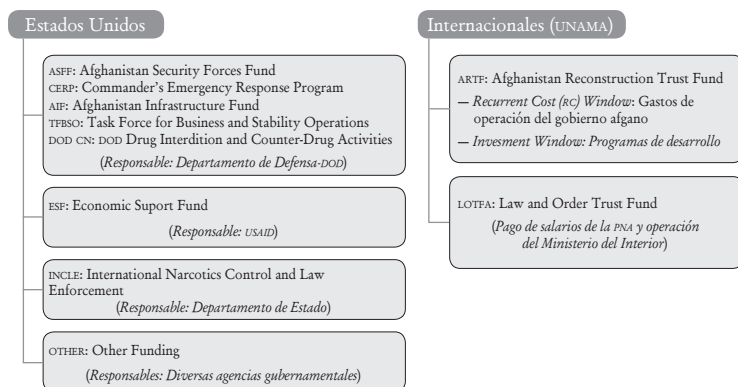 Estados Unidos
ASFF: Afghanistan Security Forces Fund
CERP: Commander's Emergency Response Program
AIF: Afghanistan Infrastructure Fund
TFBSO: Task Force for Business and Stability Operations
DOD CN: DOD Drug Interdition and Counter-Drug Activities
(Responsable: Departamento de Defensa-DOD)
ESF: Economic Suport Fund
(Responsable: USAID)
INCLE: International Narcotics Control and Law
Enforcement
(Responsable: Departamento de Estado)
OTHER: Other Funding
(Responsables: Diversas agencias gubernamentales)
Internacionales (UNAMA)
ARTF: Afghanistan Reconstruction Trust Fund
— Recurrent Cost (RC) Window: Gastos de
operación del gobierno afgano
— Invesment Window: Programas de desarrollo
LOTFA: Law and Order Trust Fund
(Pago de salarios de la PNA y operación
del Ministerio del Interior)